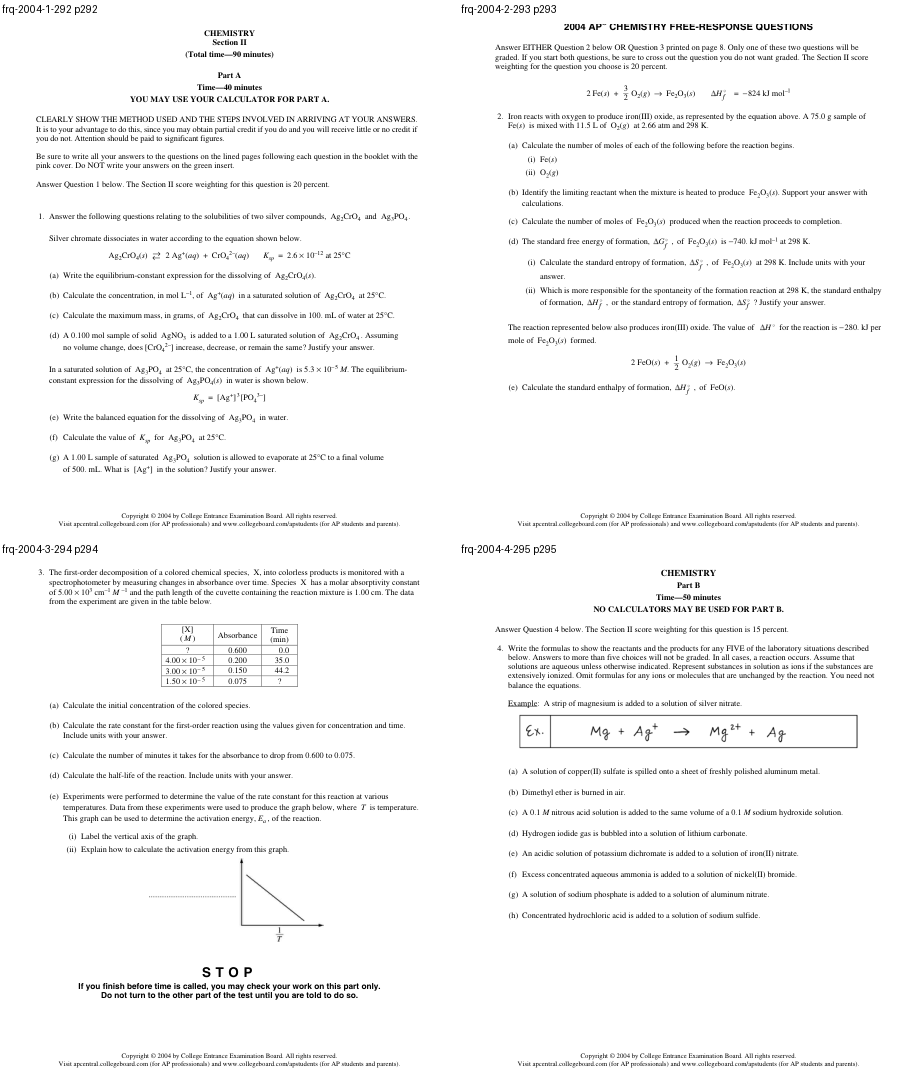 frq-2004-1-292 p292
CHEMISTRY
Section II
(Total time—90 minutes)
Part A
Time—40 minutes
YOU MAY USE YOUR CALCULATOR FOR PART A.
CLEARLY SHOW THE METHOD USED AND THE STEPS INVOLVED IN ARRIVING AT YOUR ANSWERS.
It is to your advantage to do this, since you may obtain partial credit if you do and you will receive little or no credit if
you do not. Attention should be paid to significant figures.
Be sure to write all your answers to the questions on the lined pages following each question in the booklet with the
pink cover. Do NOT write your answers on the green insert.
Answer Question 1 below. The Section II score weighting for this question is 20 percent.
1. Answer the following questions relating to the solubilities of two silver compounds, Ag₂CrO₄ and Ag₃PO₄.
Silver chromate dissociates in water according to the equation shown below.
Ag₂CrO₄(s) ⇄ 2 Ag⁺(aq) + CrO₄²⁻(aq) Kₛₚ = 2.6 × 10⁻¹² at 25°C
(a) Write the equilibrium-constant expression for the dissolving of Ag₂CrO₄(s).
(b) Calculate the concentration, in mol L⁻¹, of Ag⁺(aq) in a saturated solution of Ag₂CrO₄ at 25°C.
(c) Calculate the maximum mass, in grams, of Ag₂CrO₄ that can dissolve in 100. mL of water at 25°C.
(d) A 0.100 mol sample of solid AgNO₃ is added to a 1.00 L saturated solution of Ag₂CrO₄. Assuming
no volume change, does [CrO₄²⁻] increase, decrease, or remain the same? Justify your answer.
In a saturated solution of Ag₃PO₄ at 25°C, the concentration of Ag⁺(aq) is 5.3 × 10⁻⁵ M. The equilibrium-
constant expression for the dissolving of Ag₃PO₄(s) in water is shown below.
Kₛₚ = [Ag⁺]³[PO₄³⁻]
(e) Write the balanced equation for the dissolving of Ag₃PO₄ in water.
(f) Calculate the value of Kₛₚ for Ag₃PO₄ at 25°C.
(g) A 1.00 L sample of saturated Ag₃PO₄ solution is allowed to evaporate at 25°C to a final volume
of 500. mL. What is [Ag⁺] in the solution? Justify your answer.
Copyright © 2004 by College Entrance Examination Board. All rights reserved.
Visit apcentral.collegeboard.com (for AP professionals) and www.collegeboard.com/apstudents (for AP students and parents).
frq-2004-2-293 p293
2004 AP® CHEMISTRY FREE-RESPONSE QUESTIONS
Answer EITHER Question 2 below OR Question 3 printed on page 8. Only one of these two questions will be
graded. If you start both questions, be sure to cross out the question you do not want graded. The Section II score
weighting for the question you choose is 20 percent.
2 Fe(s) + 3/2 O₂(g) → Fe₂O₃(s) ΔH°f = −824 kJ mol⁻¹
2. Iron reacts with oxygen to produce iron(III) oxide, as represented by the equation above. A 75.0 g sample of
Fe(s) is mixed with 11.5 L of O₂(g) at 2.66 atm and 298 K.
(a) Calculate the number of moles of each of the following before the reaction begins.
(i) Fe(s)
(ii) O₂(g)
(b) Identify the limiting reactant when the mixture is heated to produce Fe₂O₃(s). Support your answer with
calculations.
(c) Calculate the number of moles of Fe₂O₃(s) produced when the reaction proceeds to completion.
(d) The standard free energy of formation, ΔG°f , of Fe₂O₃(s) is −740. kJ mol⁻¹ at 298 K.
(i) Calculate the standard entropy of formation, ΔS°f , of Fe₂O₃(s) at 298 K. Include units with your
answer.
(ii) Which is more responsible for the spontaneity of the formation reaction at 298 K, the standard enthalpy
of formation, ΔH°f , or the standard entropy of formation, ΔS°f ? Justify your answer.
The reaction represented below also produces iron(III) oxide. The value of ΔH° for the reaction is −280. kJ per
mole of Fe₂O₃(s) formed.
2 FeO(s) + 1/2 O₂(g) → Fe₂O₃(s)
(e) Calculate the standard enthalpy of formation, ΔH°f , of FeO(s).
Copyright © 2004 by College Entrance Examination Board. All rights reserved.
Visit apcentral.collegeboard.com (for AP professionals) and www.collegeboard.com/apstudents (for AP students and parents).
frq-2004-3-294 p294
3. The first-order decomposition of a colored chemical species, X, into colorless products is monitored with a
spectrophotometer by measuring changes in absorbance over time. Species X has a molar absorptivity constant
of 5.00 × 10³ cm⁻¹ M⁻¹ and the path length of the cuvette containing the reaction mixture is 1.00 cm. The data
from the experiment are given in the table below.
[X] (M) Absorbance Time (min)
? 0.600 0.0
4.00 × 10⁻⁵ 0.200 35.0
3.00 × 10⁻⁵ 0.150 44.2
1.50 × 10⁻⁵ 0.075 ?
(a) Calculate the initial concentration of the colored species.
(b) Calculate the rate constant for the first-order reaction using the values given for concentration and time.
Include units with your answer.
(c) Calculate the number of minutes it takes for the absorbance to drop from 0.600 to 0.075.
(d) Calculate the half-life of the reaction. Include units with your answer.
(e) Experiments were performed to determine the value of the rate constant for this reaction at various
temperatures. Data from these experiments were used to produce the graph below, where T is temperature.
This graph can be used to determine the activation energy, Eₐ, of the reaction.
(i) Label the vertical axis of the graph.
(ii) Explain how to calculate the activation energy from this graph.
1/T
STOP
If you finish before time is called, you may check your work on this part only.
Do not turn to the other part of the test until you are told to do so.
Copyright © 2004 by College Entrance Examination Board. All rights reserved.
Visit apcentral.collegeboard.com (for AP professionals) and www.collegeboard.com/apstudents (for AP students and parents).
frq-2004-4-295 p295
CHEMISTRY
Part B
Time—50 minutes
NO CALCULATORS MAY BE USED FOR PART B.
Answer Question 4 below. The Section II score weighting for this question is 15 percent.
4. Write the formulas to show the reactants and the products for any FIVE of the laboratory situations described
below. Answers to more than five choices will not be graded. In all cases, a reaction occurs. Assume that
solutions are aqueous unless otherwise indicated. Represent substances in solution as ions if the substances are
extensively ionized. Omit formulas for any ions or molecules that are unchanged by the reaction. You need not
balance the equations.
Example: A strip of magnesium is added to a solution of silver nitrate.
Ex. Mg + Ag⁺ → Mg²⁺ + Ag
(a) A solution of copper(II) sulfate is spilled onto a sheet of freshly polished aluminum metal.
(b) Dimethyl ether is burned in air.
(c) A 0.1 M nitrous acid solution is added to the same volume of a 0.1 M sodium hydroxide solution.
(d) Hydrogen iodide gas is bubbled into a solution of lithium carbonate.
(e) An acidic solution of potassium dichromate is added to a solution of iron(II) nitrate.
(f) Excess concentrated aqueous ammonia is added to a solution of nickel(II) bromide.
(g) A solution of sodium phosphate is added to a solution of aluminum nitrate.
(h) Concentrated hydrochloric acid is added to a solution of sodium sulfide.
Copyright © 2004 by College Entrance Examination Board. All rights reserved.
Visit apcentral.collegeboard.com (for AP professionals) and www.collegeboard.com/apstudents (for AP students and parents).